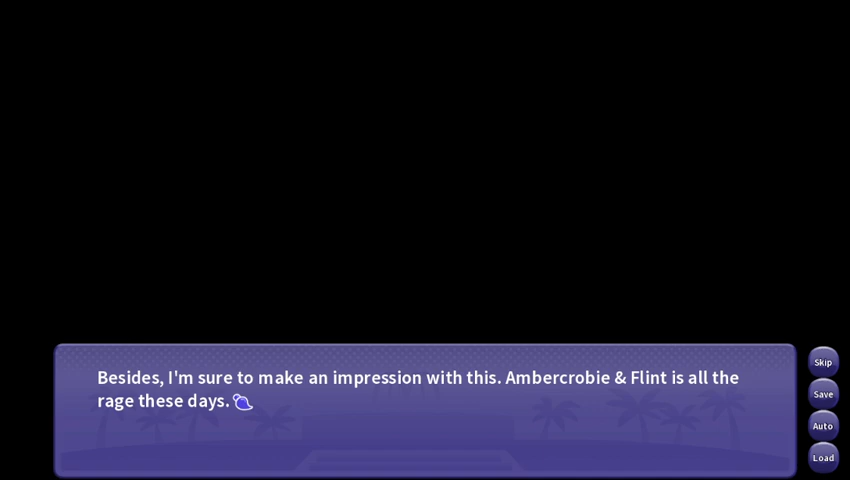 Besides, I'm sure to make an impression with this. Ambercrobie & Flint is all the
rage these days.
Skip
Save
Auto
Load